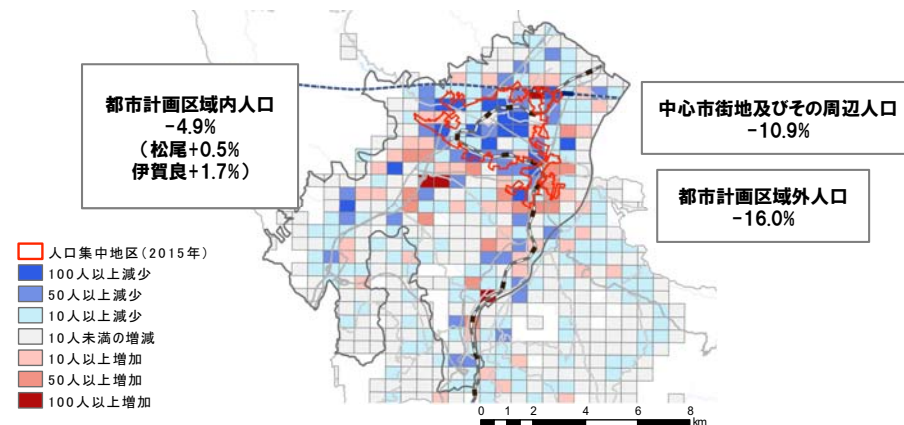 都市計画区域内人口
-4.9%
（松尾+0.5%
伊賀良+1.7%）
中心市街地及びその周辺人口
-10.9%
都市計画区域外人口
-16.0%
人口集中地区(2015年)
100人以上減少
50人以上減少
10人以上減少
10人未満の増減
10人以上増加
50人以上増加
100人以上増加
0 1 2 4 6 8
km